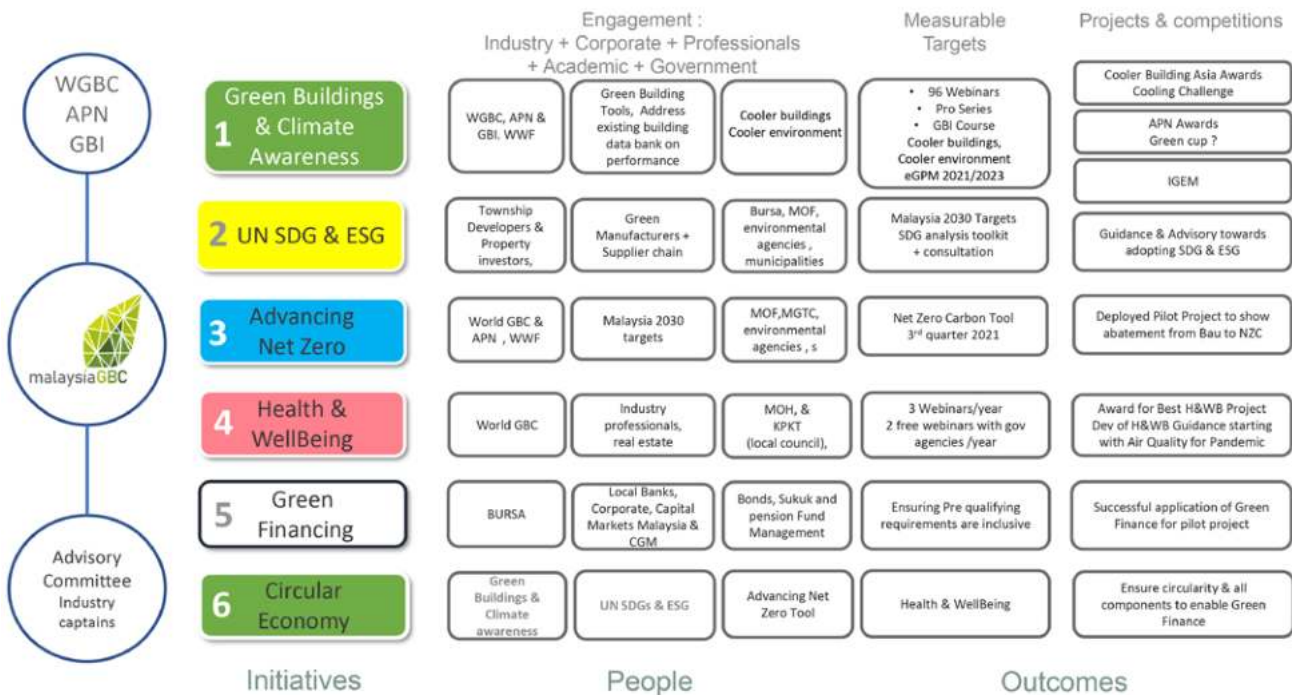 Engagement :
Industry + Corporate + Professionals
+ Academic + Government
Measurable
Targets
Projects & competitions
WGBC
APN
GBI
1
Green Buildings
& Climate
Awareness
WGBC, APN &
GBI. WWF
Green Building
Tools, Address
existing building
data bank on
performance
Cooler buildings
Cooler environment
• 96 Webinars
• Pro Series
• GBI Course
Cooler buildings,
Cooler environment
eGPM 2021/2023
Cooler Building Asia Awards
Cooling Challenge
APN Awards
Green cup ?
IGEM
2
UN SDG & ESG
Township
Developers &
Property
investors,
Green
Manufacturers +
Supplier chain
Bursa, MOF,
environmental
agencies ,
municipalities
Malaysia 2030 Targets
SDG analysis toolkit
+ consultation
Guidance & Advisory towards
adopting SDG & ESG
malaysiaGBC
3
Advancing
Net Zero
World GBC &
APN , WWF
Malaysia 2030
targets
MOF,MGTC,
environmental
agencies , s
Net Zero Carbon Tool
3rd quarter 2021
Deployed Pilot Project to show
abatement from Bau to NZC
4
Health &
WellBeing
World GBC
Industry
professionals,
real estate
MOH, &
KPKT
(local council),
3 Webinars/year
2 free webinars with gov
agencies /year
Award for Best H&WB Project
Dev of H&WB Guidance starting
with Air Quality for Pandemic
5
Green
Financing
BURSA
Local Banks,
Corporate, Capital
Markets Malaysia &
CGM
Bonds, Sukuk and
pension Fund
Management
Ensuring Pre qualifying
requirements are inclusive
Successful application of Green
Finance for pilot project
Advisory
Committee
Industry
captains
6
Circular
Economy
Green
Buildings &
Climate
awareness
UN SDGs & ESG
Advancing Net
Zero Tool
Health & WellBeing
Ensure circularity & all
components to enable Green
Finance
Initiatives
People
Outcomes